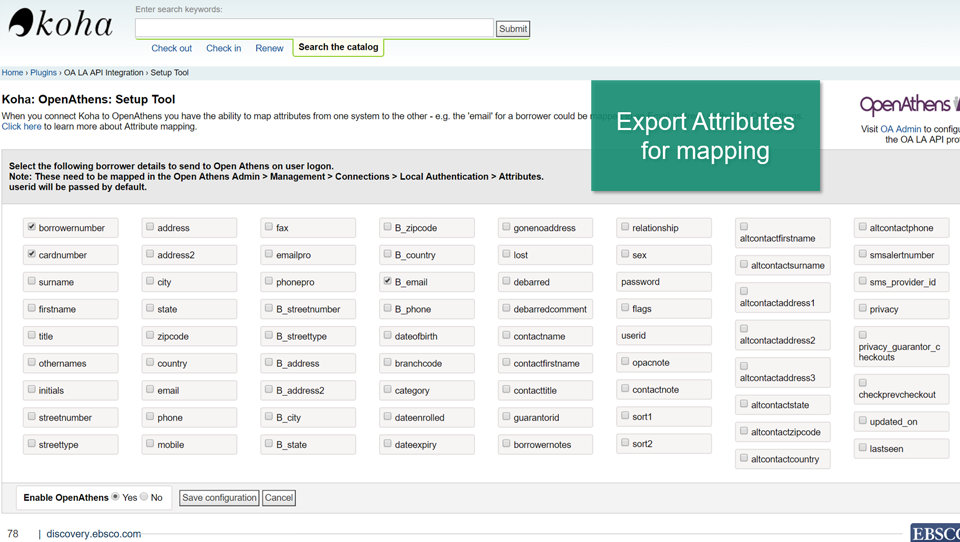 koha
Enter search keywords:
Submit
Check out Check in Renew Search the catalog
Home › Plugins › OA LA API Integration › Setup Tool
Koha: OpenAthens: Setup Tool
When you connect Koha to OpenAthens you have the ability to map attributes from one system to the other - e.g. the 'email' for a borrower could be
Click here to learn more about Attribute mapping.
Export Attributes
for mapping
OpenAthens
Visit OA Admin to
the OA LA API
Select the following borrower details to send to Open Athens on user logon.
Note: These need to be mapped in the Open Athens Admin > Management > Connections > Local Authentication > Attributes.
userid will be passed by default.
borrowernumber
cardnumber
surname
firstname
title
othernames
initials
streetnumber
streettype
address
address2
city
state
zipcode
country
email
phone
mobile
fax
emailpro
phonepro
B_streetnumber
B_streettype
B_address
B_address2
B_city
B_state
B_zipcode
B_country
B_email
B_phone
dateofbirth
branchcode
category
dateenrolled
dateexpiry
gonenoaddress
lost
debarred
debarredcomment
contactname
contactfirstname
contacttitle
guarantorid
borrowernotes
relationship
sex
password
flags
userid
opacnote
contactnote
sort1
sort2
altcontactfirstname
altcontactsurname
altcontactaddress1
altcontactaddress2
altcontactaddress3
altcontactstate
altcontactzipcode
altcontactcountry
altcontactphone
smsalertnumber
sms_provider_id
privacy
privacy_guarantor_c
heckouts
checkprevcheckout
updated_on
lastseen
Enable OpenAthens Yes No Save configuration Cancel
78 | discovery.ebsco.com
EBSCO